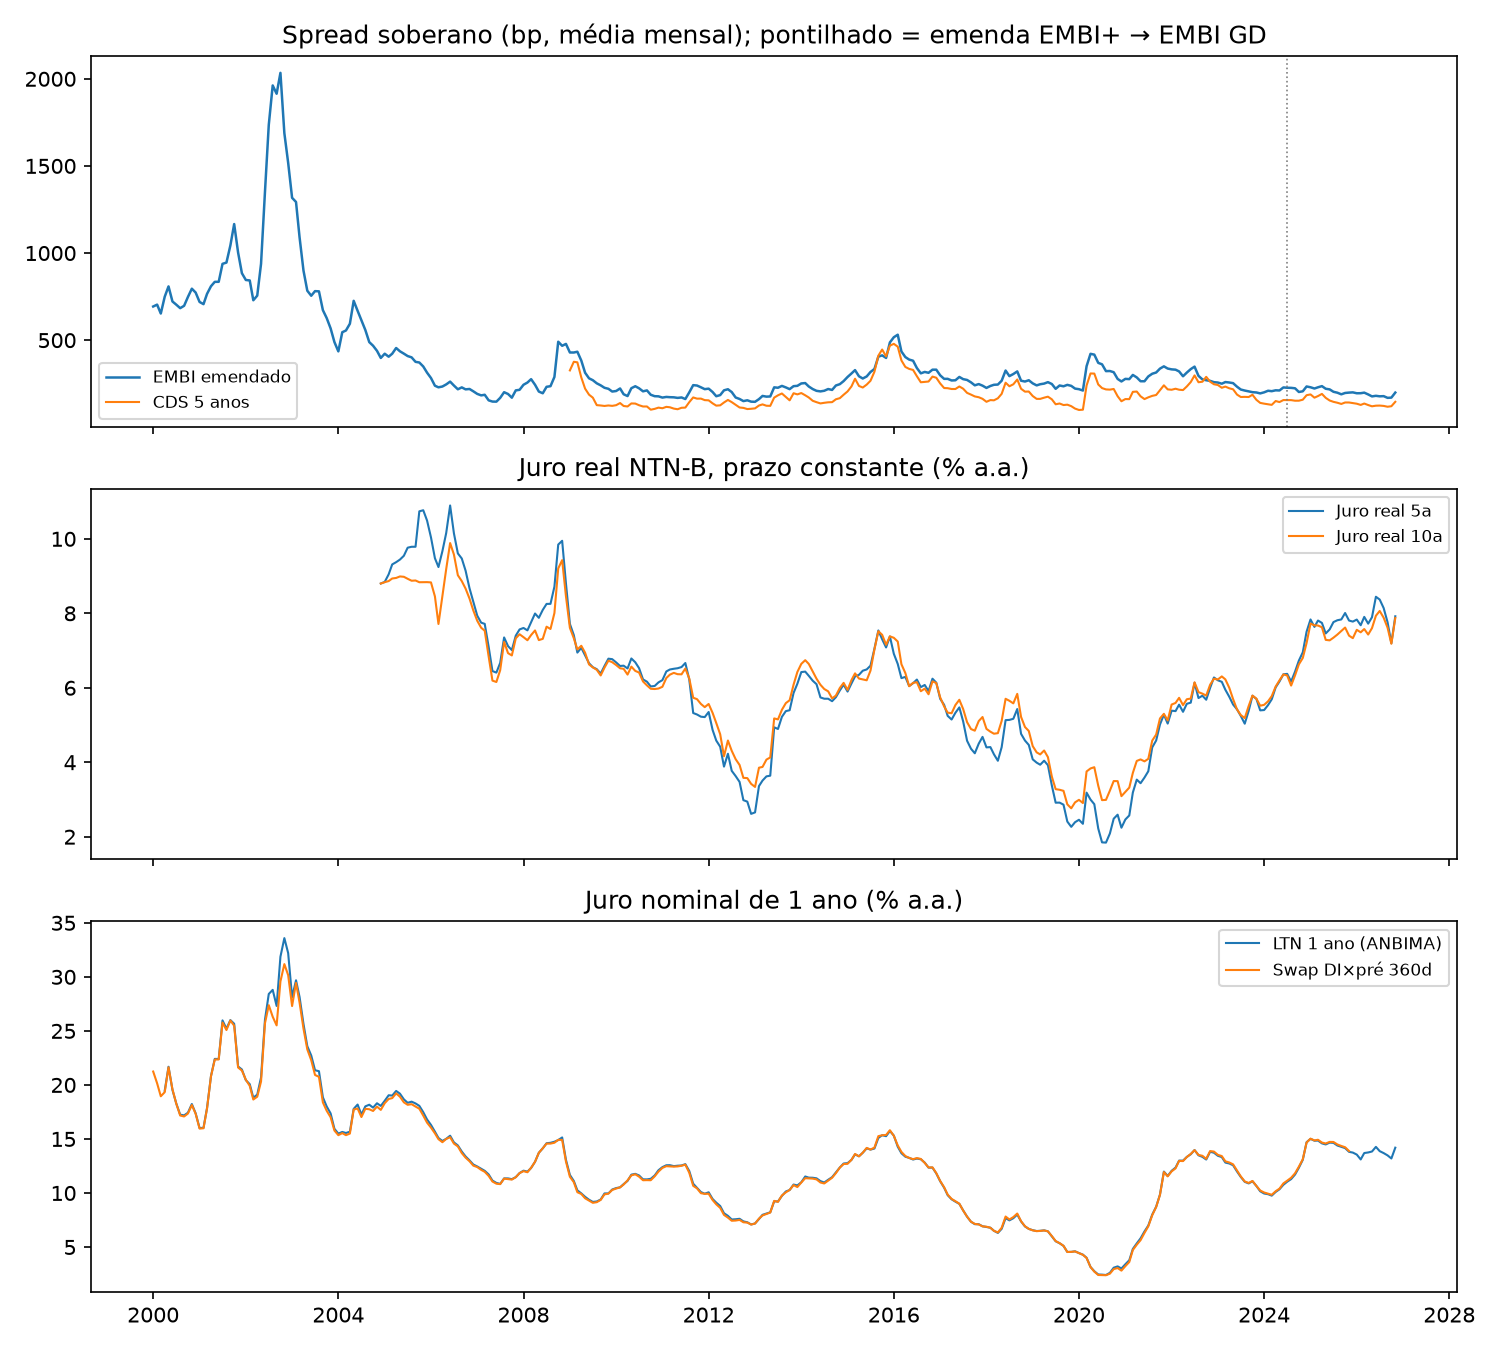 Spread soberano (bp, média mensal); pontilhado = emenda EMBI+ → EMBI GD
2000
1500
1000
500
EMBI emendado
CDS 5 anos
Juro real NTN-B, prazo constante (% a.a.)
10
8
6
4
2
Juro real 5a
Juro real 10a
Juro nominal de 1 ano (% a.a.)
35
30
25
20
15
10
5
LTN 1 ano (ANBIMA)
Swap DI×pré 360d
2000 2004 2008 2012 2016 2020 2024 2028